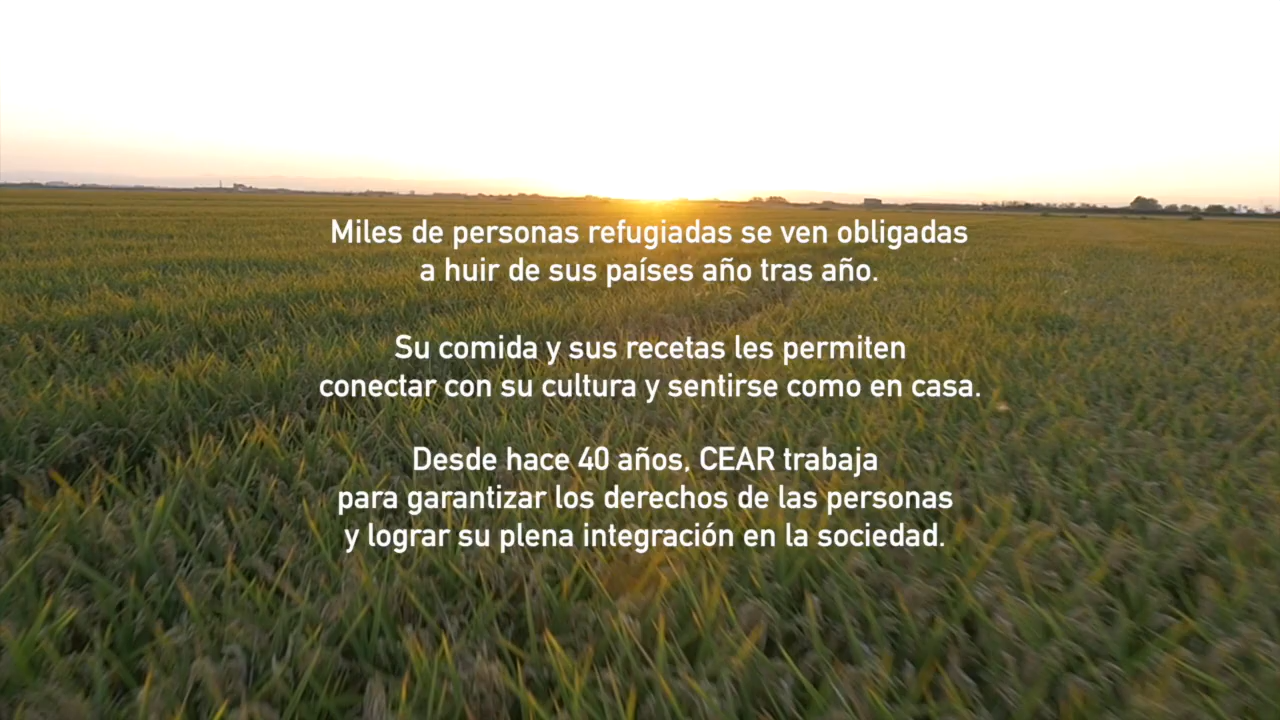 Miles de personas refugiadas se ven obligadas
a huir de sus países año tras año.
Su comida y sus recetas les permiten
conectar con su cultura y sentirse como en casa.
Desde hace 40 años, CEAR trabaja
para garantizar los derechos de las personas
y lograr su plena integración en la sociedad.